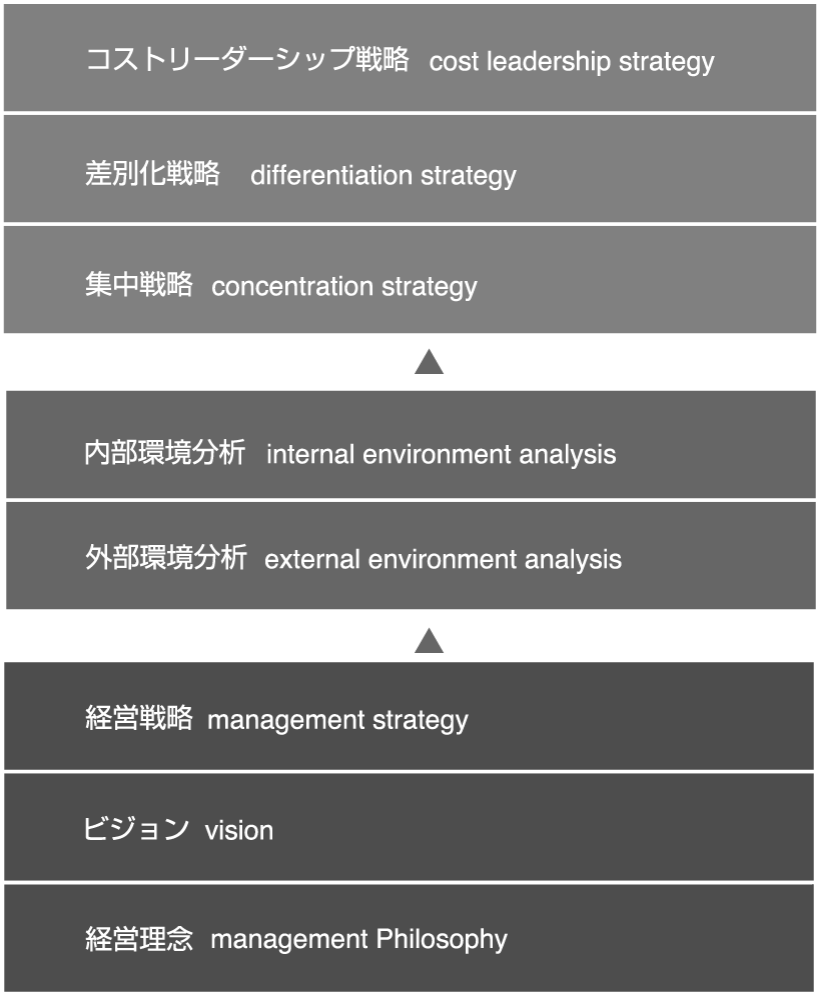 コストリーダーシップ戦略 cost leadership strategy
差別化戦略 differentiation strategy
集中戦略 concentration strategy
内部環境分析 internal environment analysis
外部環境分析 external environment analysis
経営戦略 management strategy
ビジョン vision
経営理念 management Philosophy